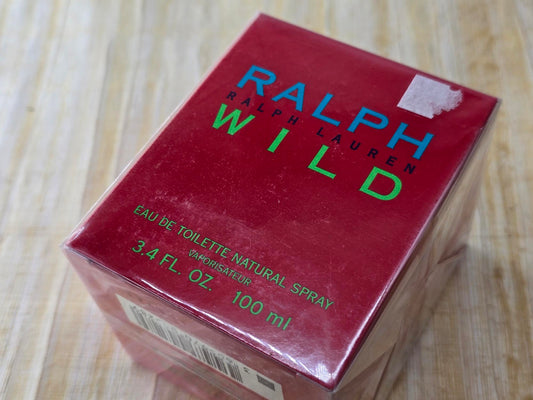 RALPH
RALPH LAUREN
WILD
EAU DE TOILETTE NATURAL SPRAY
VAPORISATEUR
3.4 FL. OZ. 100 ml